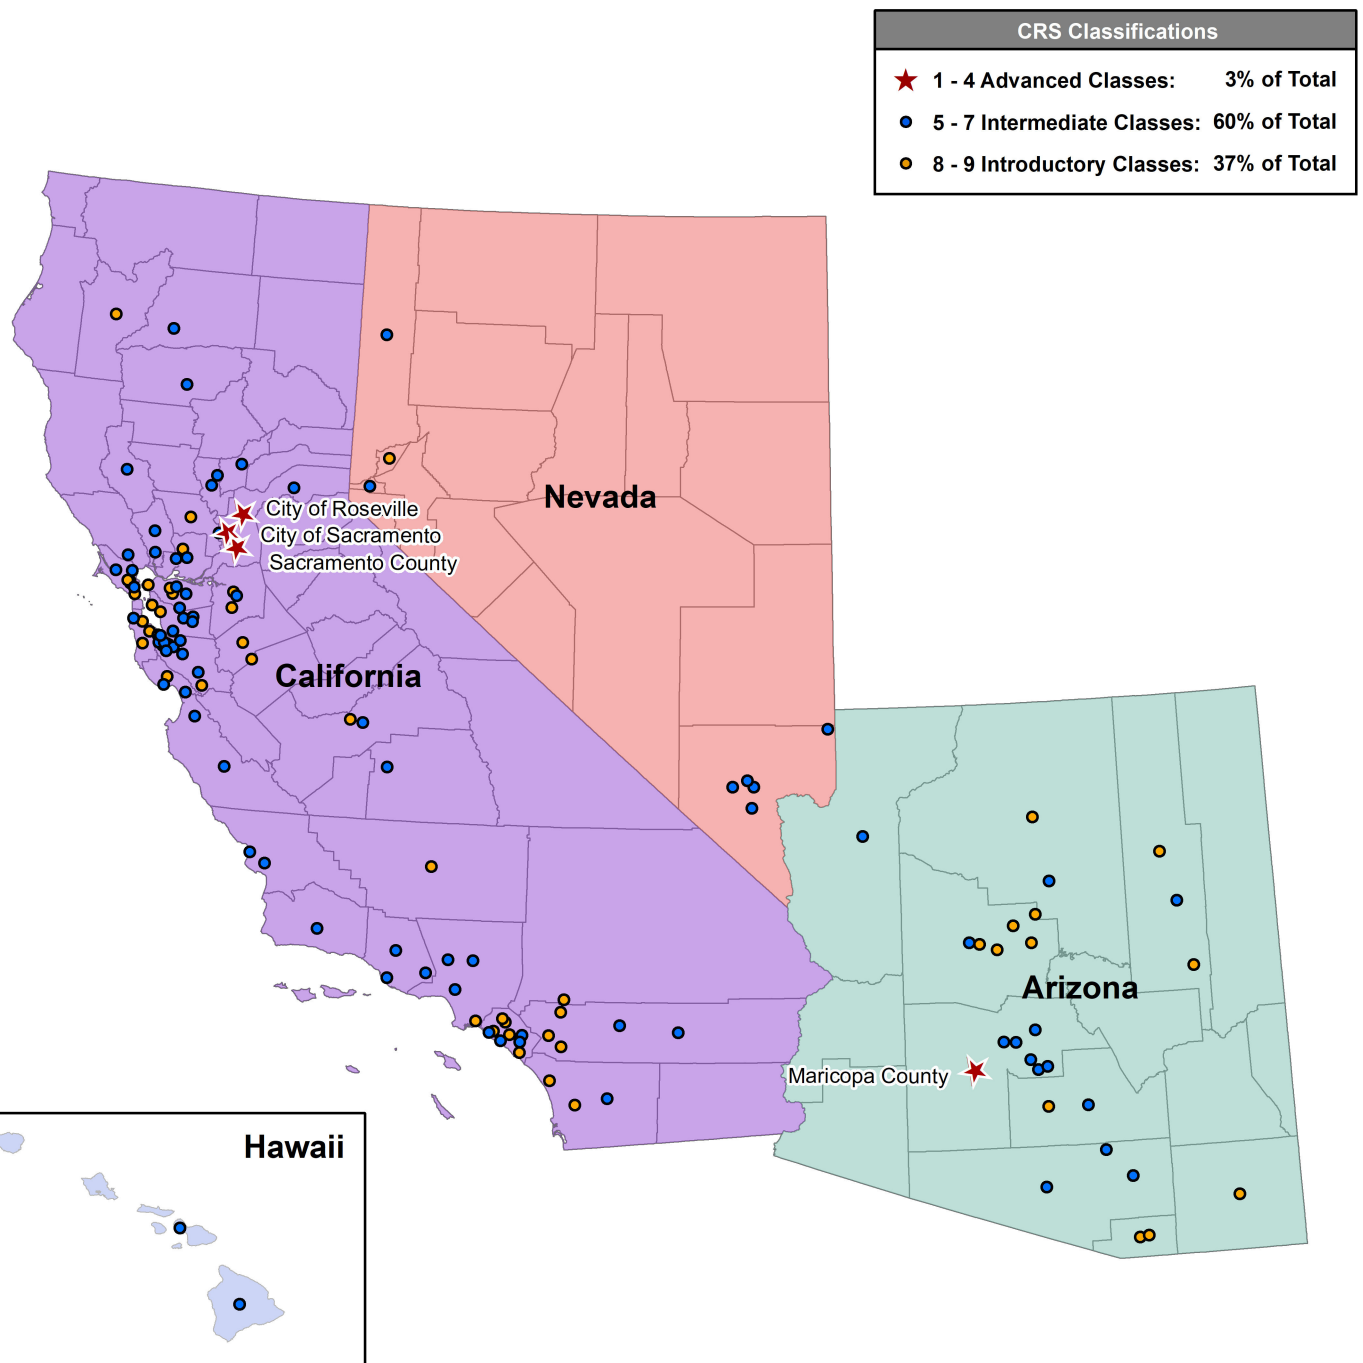 CRS Classifications
1 - 4 Advanced Classes: 3% of Total
5 - 7 Intermediate Classes: 60% of Total
8 - 9 Introductory Classes: 37% of Total
Nevada
City of Roseville
City of Sacramento
Sacramento County
California
Arizona
Maricopa County
Hawaii